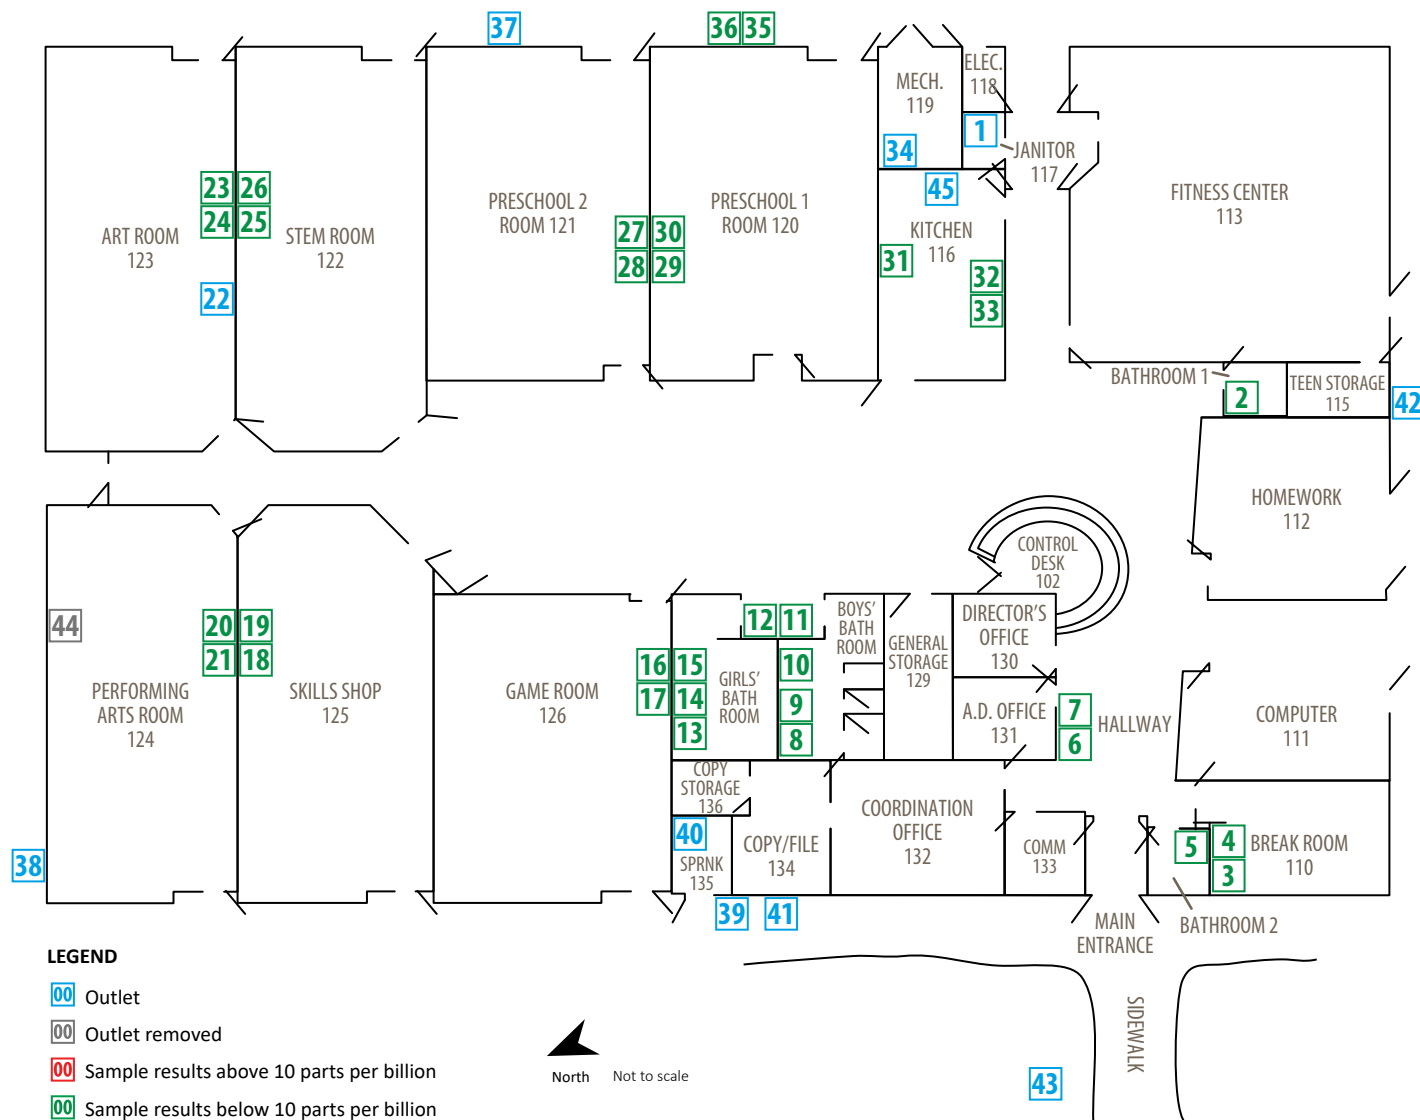 37
36 35
ELEC.
118
MECH.
119
1
34
JANITOR
117
45
23 26
24 25
ART ROOM
123
STEM ROOM
122
22
PRESCHOOL 2
ROOM 121
27 30
28 29
PRESCHOOL 1
ROOM 120
KITCHEN
116
31
32
33
FITNESS CENTER
113
BATHROOM 1
2
TEEN STORAGE
115
42
HOMEWORK
112
CONTROL
DESK
102
44
20 19
21 18
PERFORMING
ARTS ROOM
124
SKILLS SHOP
125
GAME ROOM
126
16 15
17 14
13
12 11
10
9
8
GIRLS'
BATH
ROOM
BOYS'
BATH
ROOM
GENERAL
STORAGE
129
DIRECTOR'S
OFFICE
130
A.D. OFFICE
131
7
6
HALLWAY
COMPUTER
111
COPY
STORAGE
136
40
SPRNK
135
COPY/FILE
134
COORDINATION
OFFICE
132
COMM
133
5
4
3
BREAK ROOM
110
38
39
41
MAIN
ENTRANCE
BATHROOM 2
SIDEWALK
43
LEGEND
00 Outlet
00 Outlet removed
00 Sample results above 10 parts per billion
00 Sample results below 10 parts per billion
North Not to scale